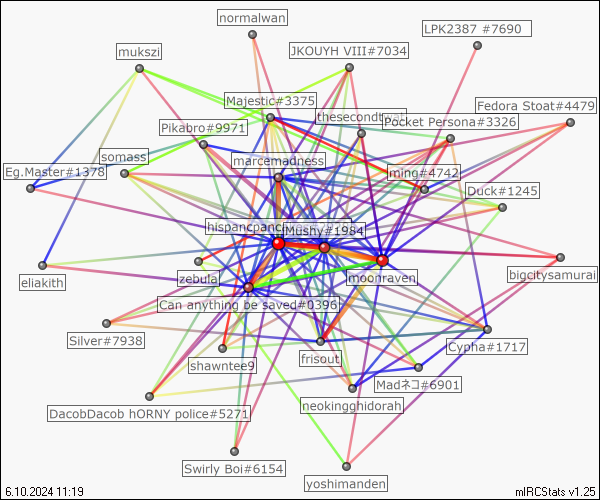 normalwan
LPK2387 #7690
mukszi
JKOUYH VIII#7034
Majestic#3375
Fedora Stoat#4479
Pocket Persona#3326
Pikabro#9971
somass
marcemadness
ming#4742
Eg.Master#1378
Duck#1245
Mushy#1984
zebula
moonraven
bigcitysamurai
eliakith
Can anything be saved#0396
Silver#7938
shawntee9
frisout
Cypha#1717
Madネコ#6901
neokingghidorah
DacobDacob hORNY police#5271
Swirly Boi#6154
yoshimanden
6.10.2024 11:19
mIRCStats v1.25